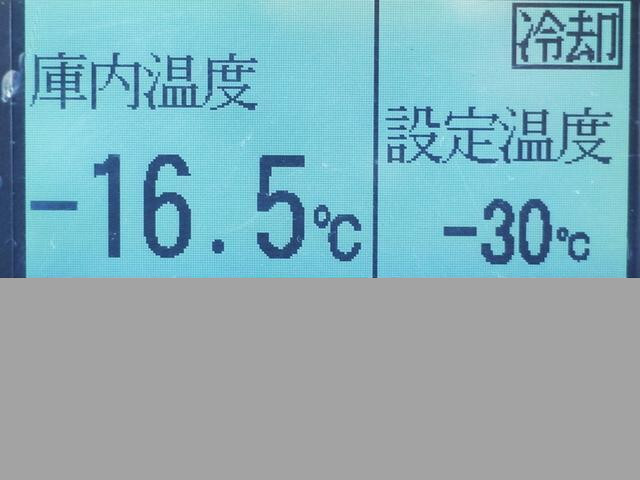 庫内温度
-16.5℃
冷却
設定温度
-30℃